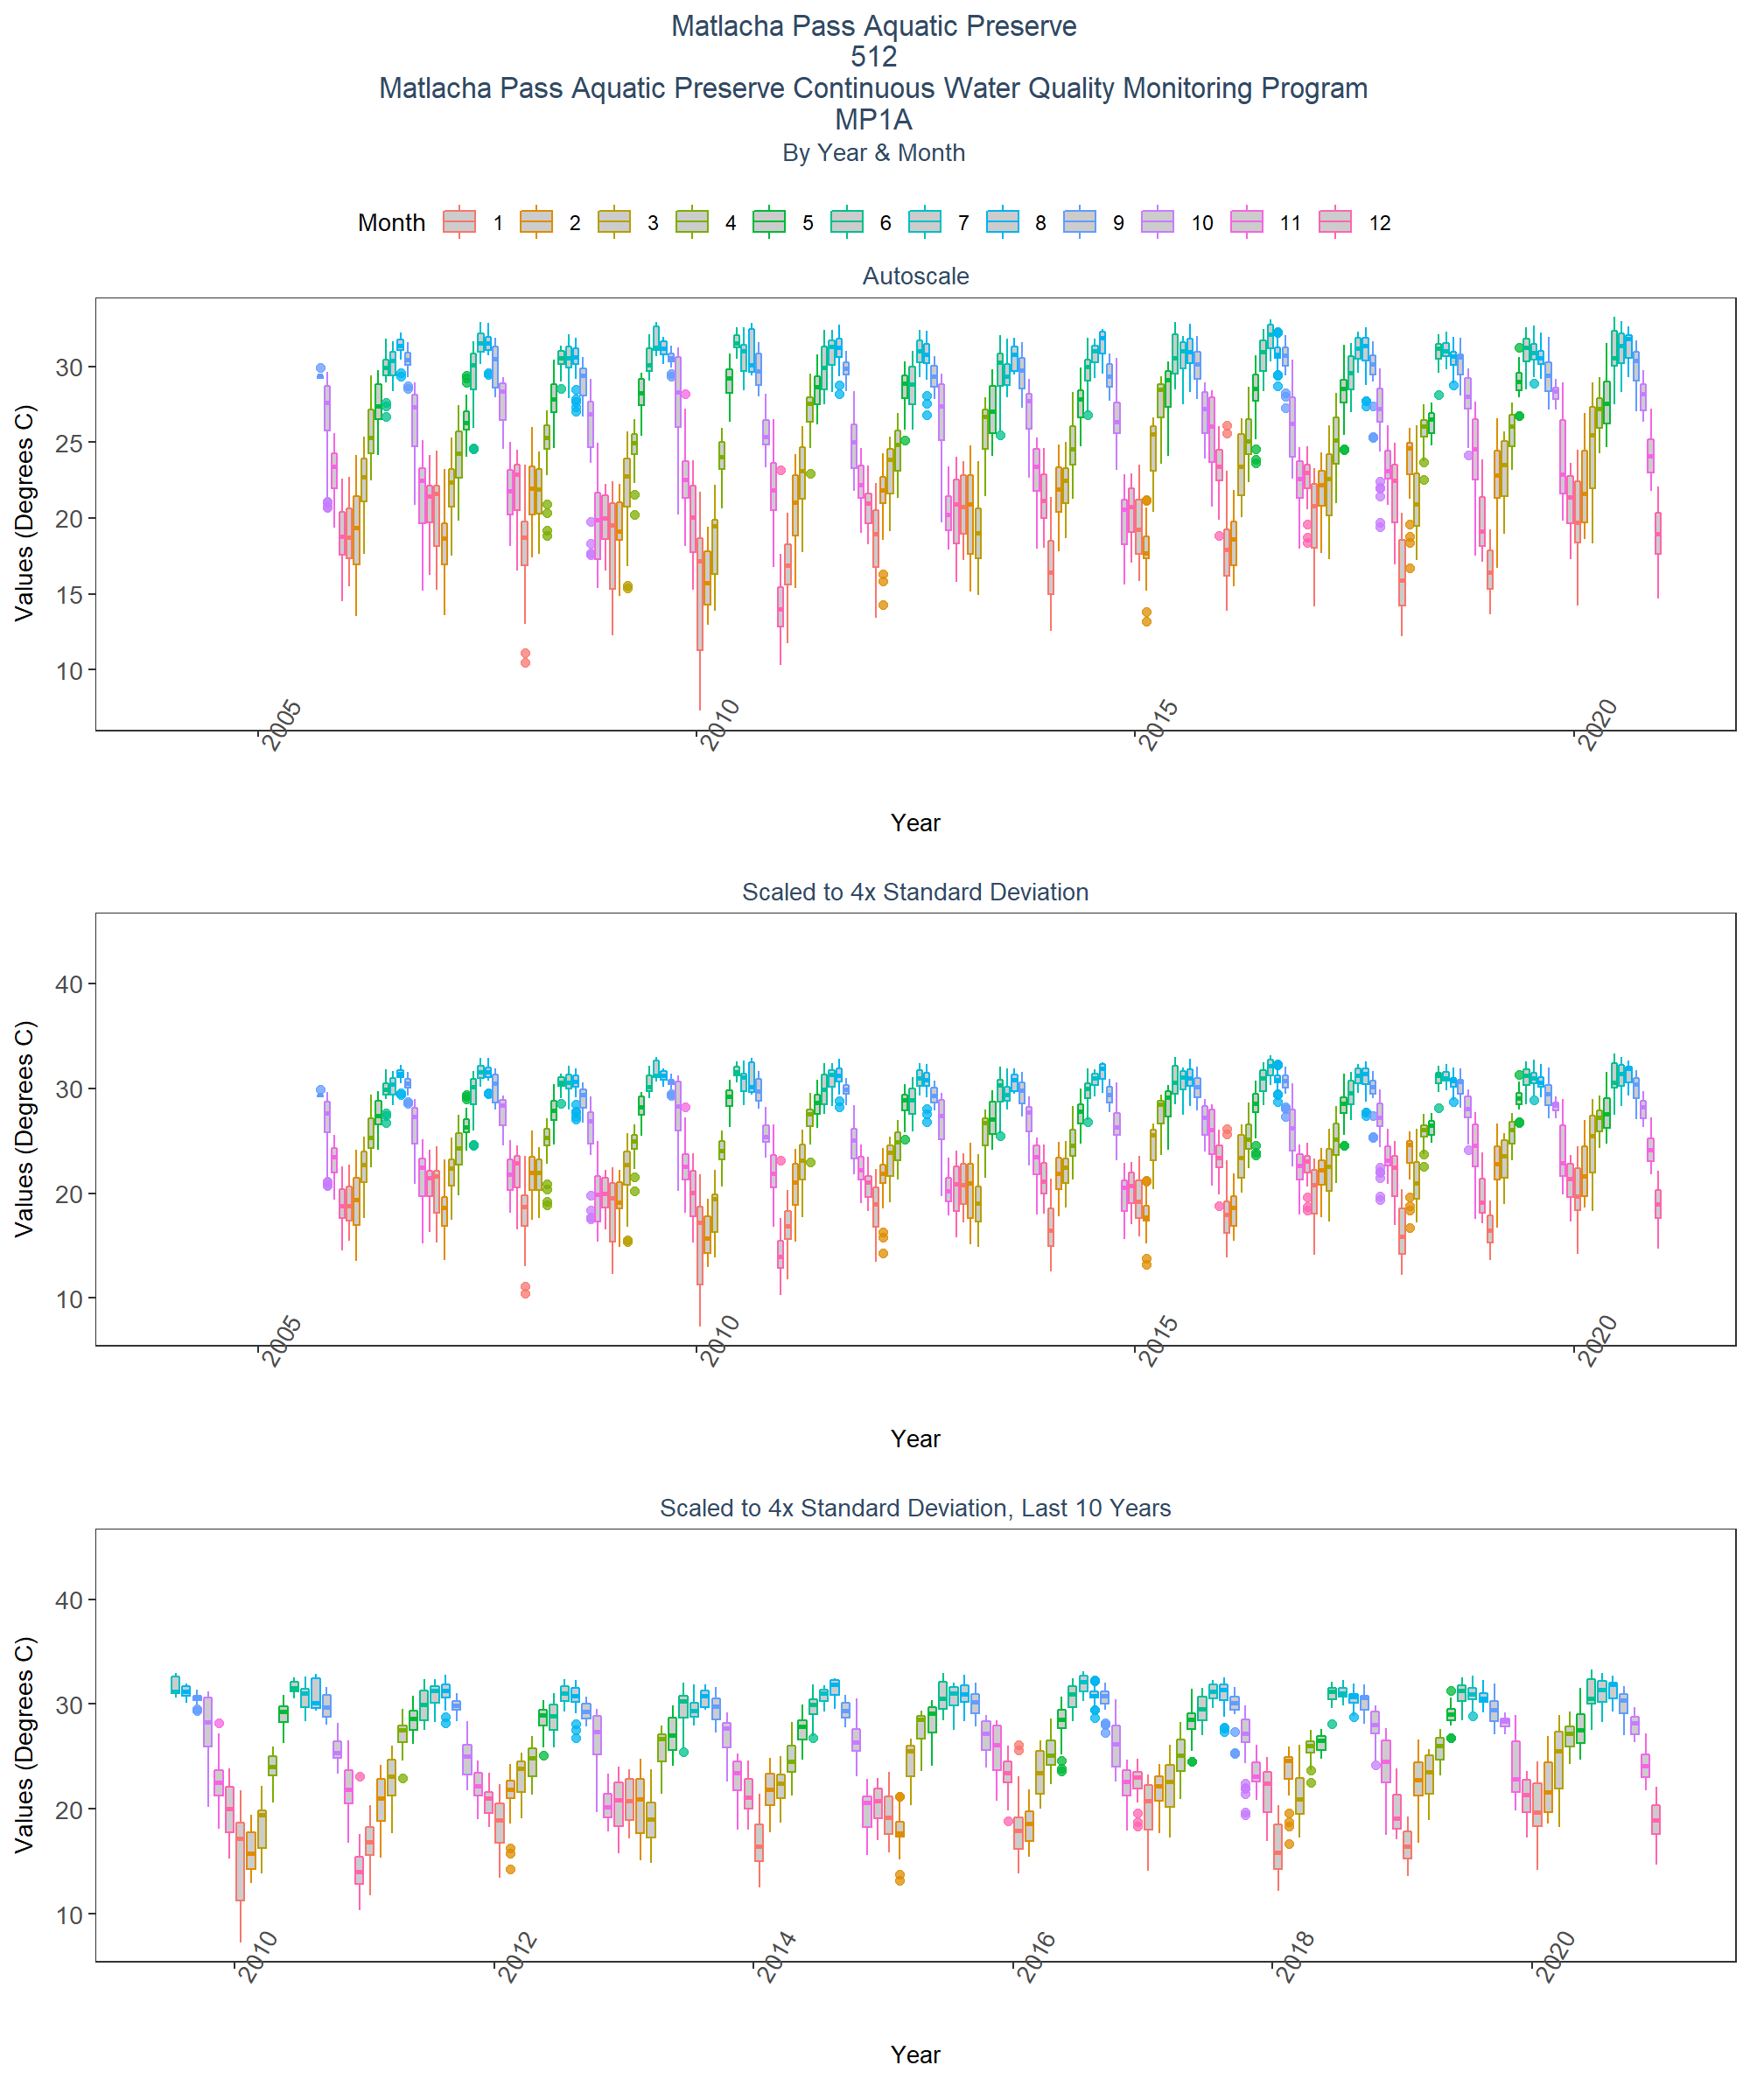 Matlacha Pass Aquatic Preserve
512
Matlacha Pass Aquatic Preserve Continuous Water Quality Monitoring Program
MP1A
By Year & Month
Month 1 2 3 4 5 6 7 8 9 10 11 12
Autoscale
Values (Degrees C)
30
25
20
15
10
2005 2010 2015 2020
Year
Scaled to 4x Standard Deviation
Values (Degrees C)
40
30
20
10
2005 2010 2015 2020
Year
Scaled to 4x Standard Deviation, Last 10 Years
Values (Degrees C)
40
30
20
10
2010 2012 2014 2016 2018 2020
Year